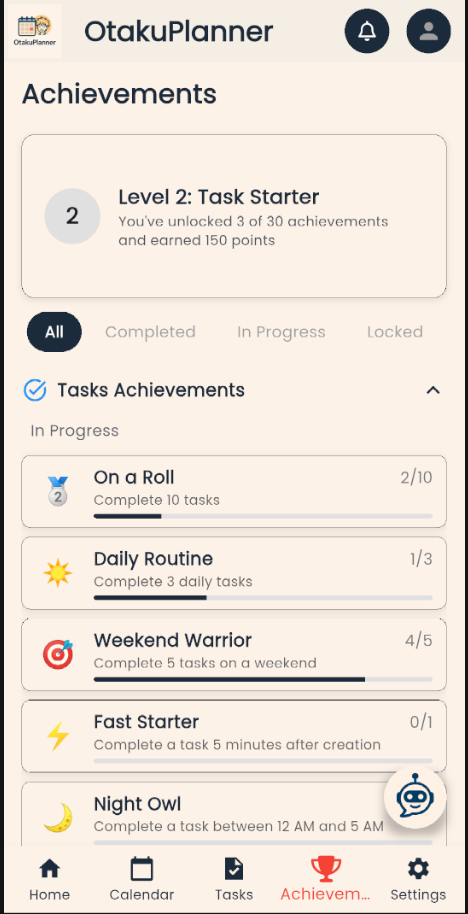 OtakuPlanner
OtakuPlanner
Achievements
2
Level 2: Task Starter
You've unlocked 3 of 30 achievements
and earned 150 points
All
Completed
In Progress
Locked
Tasks Achievements
In Progress
2
On a Roll
2/10
Complete 10 tasks
Daily Routine
1/3
Complete 3 daily tasks
Weekend Warrior
4/5
Complete 5 tasks on a weekend
Fast Starter
0/1
Complete a task 5 minutes after creation
Night Owl
Complete a task between 12 AM and 5 AM
Home
Calendar
Tasks
Achievem...
Settings